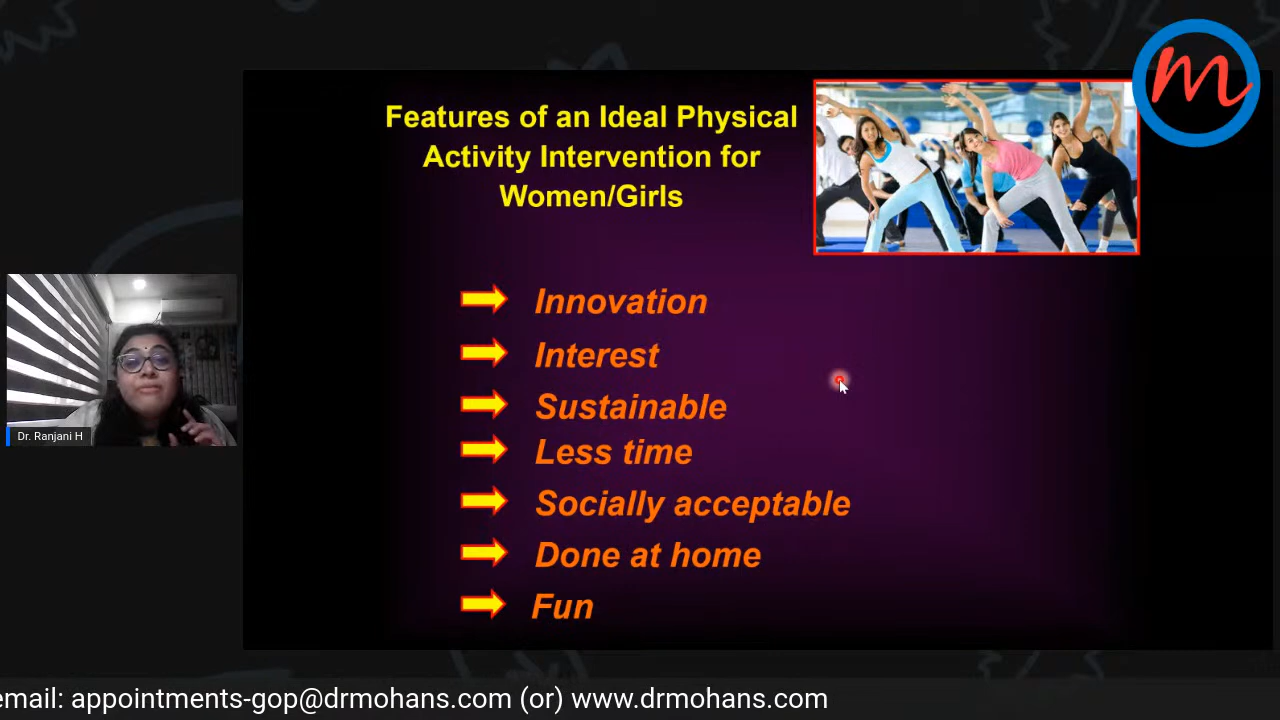 Features of an Ideal Physical
Activity Intervention for
Women/Girls
Innovation
Interest
Sustainable
Less time
Socially acceptable
Done at home
Fun
Dr. Ranjani H
m
email: appointments-gop@drmohans.com (or) www.drmohans.com